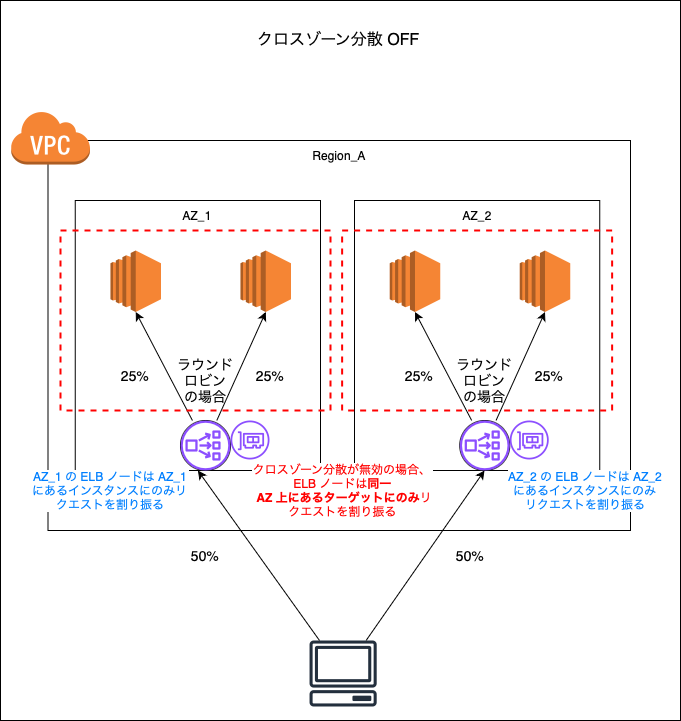 クロスゾーン分散 OFF
VPC
Region_A
AZ_1
AZ_2
25%
ラウンド
ロビン
の場合
25%
25%
ラウンド
ロビン
の場合
25%
AZ_1 の ELB ノードは AZ_1
にあるインスタンスにのみリ
クエストを割り振る
クロスゾーン分散が無効の場合、
ELB ノードは同一
AZ 上にあるターゲットにのみリ
クエストを割り振る
AZ_2 の ELB ノードは AZ_2
にあるインスタンスにのみ
リクエストを割り振る
50%
50%